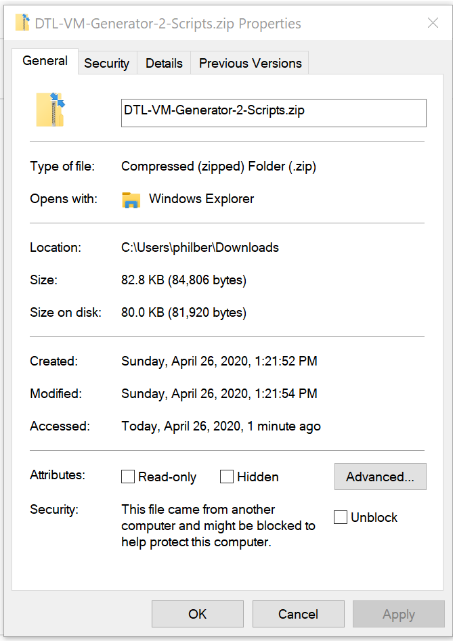 DTL-VM-Generator-2-Scripts.zip Properties
General Security Details Previous Versions
DTL-VM-Generator-2-Scripts.zip
Type of file: Compressed (zipped) Folder (.zip)
Opens with: Windows Explorer
Location: C:\Users\philber\Downloads
Size: 82.8 KB (84,806 bytes)
Size on disk: 80.0 KB (81,920 bytes)
Created: Sunday, April 26, 2020, 1:21:52 PM
Modified: Sunday, April 26, 2020, 1:21:54 PM
Accessed: Today, April 26, 2020, 1 minute ago
Attributes: Read-only Hidden Advanced...
Security: This file came from another
computer and might be blocked to
help protect this computer.
Unblock
OK Cancel Apply